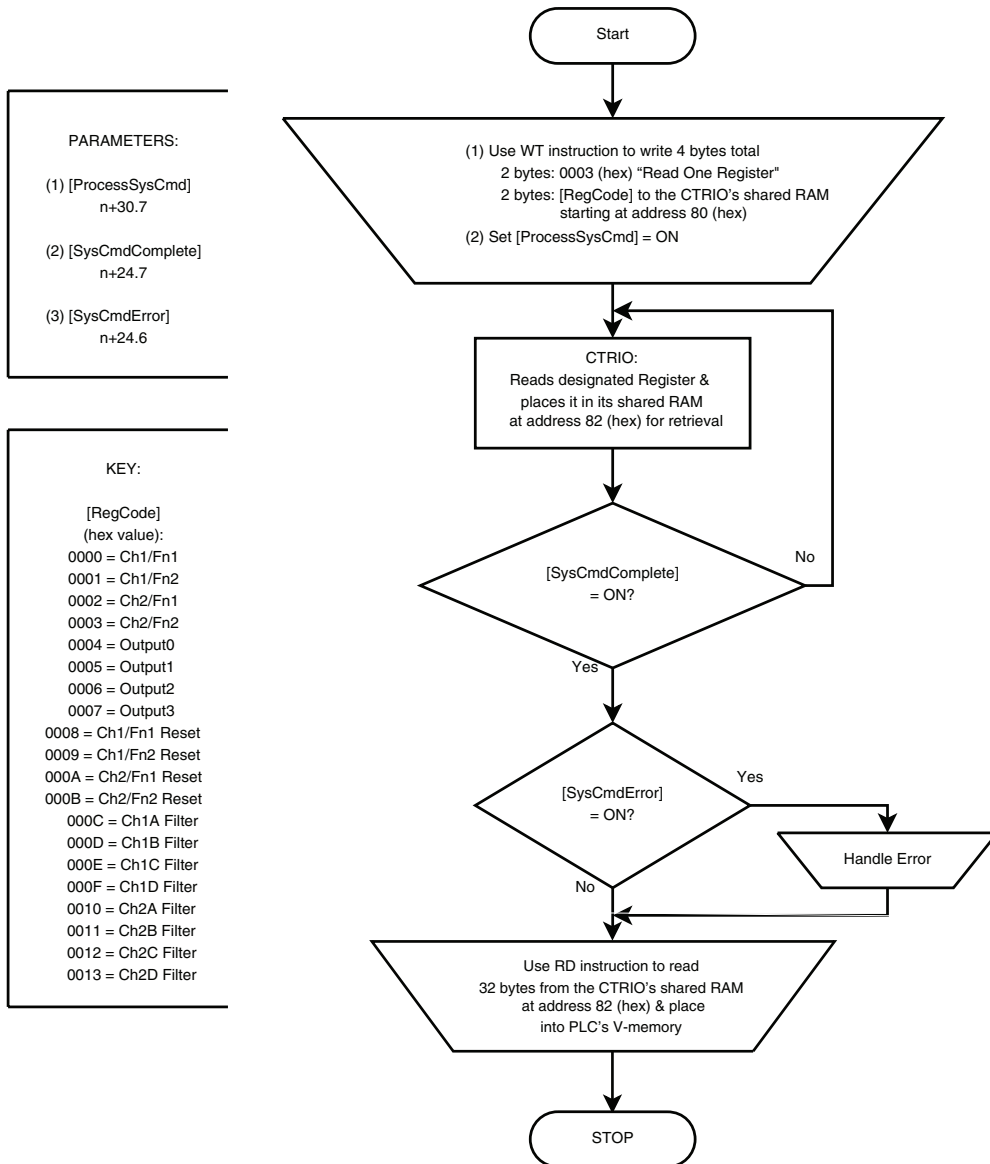 Start
PARAMETERS:
(1) [ProcessSysCmd]
n+30.7
(2) [SysCmdComplete]
n+24.7
(3) [SysCmdError]
n+24.6
(1) Use WT instruction to write 4 bytes total
2 bytes: 0003 (hex) “Read One Register"
2 bytes: [RegCode] to the CTRIO’s shared RAM
starting at address 80 (hex)
(2) Set [ProcessSysCmd] = ON
CTRIO:
Reads designated Register &
places it in its shared RAM
at address 82 (hex) for retrieval
KEY:
[RegCode]
(hex value):
0000 = Ch1/Fn1
0001 = Ch1/Fn2
0002 = Ch2/Fn1
0003 = Ch2/Fn2
0004 = Output0
0005 = Output1
0006 = Output2
0007 = Output3
0008 = Ch1/Fn1 Reset
0009 = Ch1/Fn2 Reset
000A = Ch2/Fn1 Reset
000B = Ch2/Fn2 Reset
000C = Ch1A Filter
000D = Ch1B Filter
000E = Ch1C Filter
000F = Ch1D Filter
0010 = Ch2A Filter
0011 = Ch2B Filter
0012 = Ch2C Filter
0013 = Ch2D Filter
[SysCmdComplete]
= ON?
No
Yes
[SysCmdError]
= ON?
Yes
Handle Error
No
Use RD instruction to read
32 bytes from the CTRIO’s shared RAM
at address 82 (hex) & place
into PLC’s V-memory
STOP